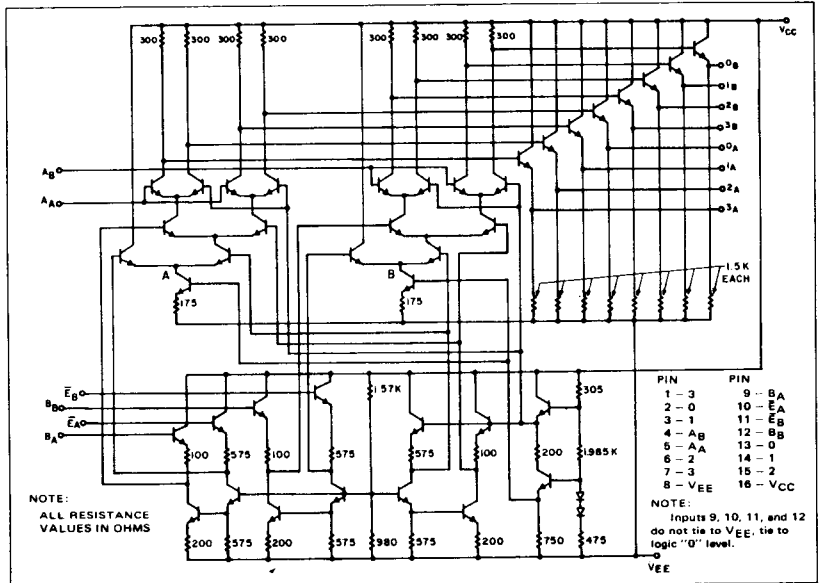 300 300 300 300
VCC
0B
1B
2B
3B
0A
1A
2A
3A
AB
AA
A B
175 175
1.5K
EACH
ĒB
BB
ĒA
BA
1.57K
305
100 575 100 575 575 100 200 1.985K
200 575 200 575 980 575 200 750 475
VEE
NOTE:
ALL RESISTANCE
VALUES IN OHMS
PIN
1 – 3 9 – BA
2 – 0 10 – ĒA
3 – 1 11 – ĒB
4 – AB 12 – BB
5 – AA 13 – 0
6 – 2 14 – 1
7 – 3 15 – 2
8 – VEE 16 – VCC
NOTE:
Inputs 9, 10, 11, and 12
do not tie to VEE, tie to
logic "0" level.